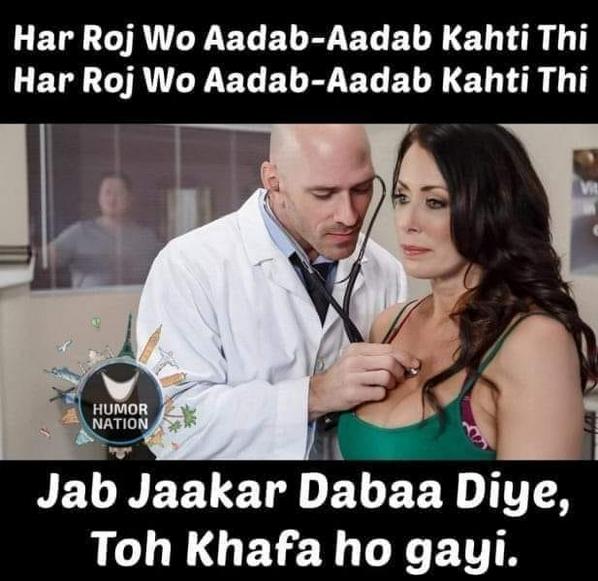 Har Roj Wo Aadab-Aadab Kahti Thi
Har Roj Wo Aadab-Aadab Kahti Thi
Vit
HUMOR
NATION
Jab Jaakar Dabaa Diye,
Toh Khafa ho gayi.